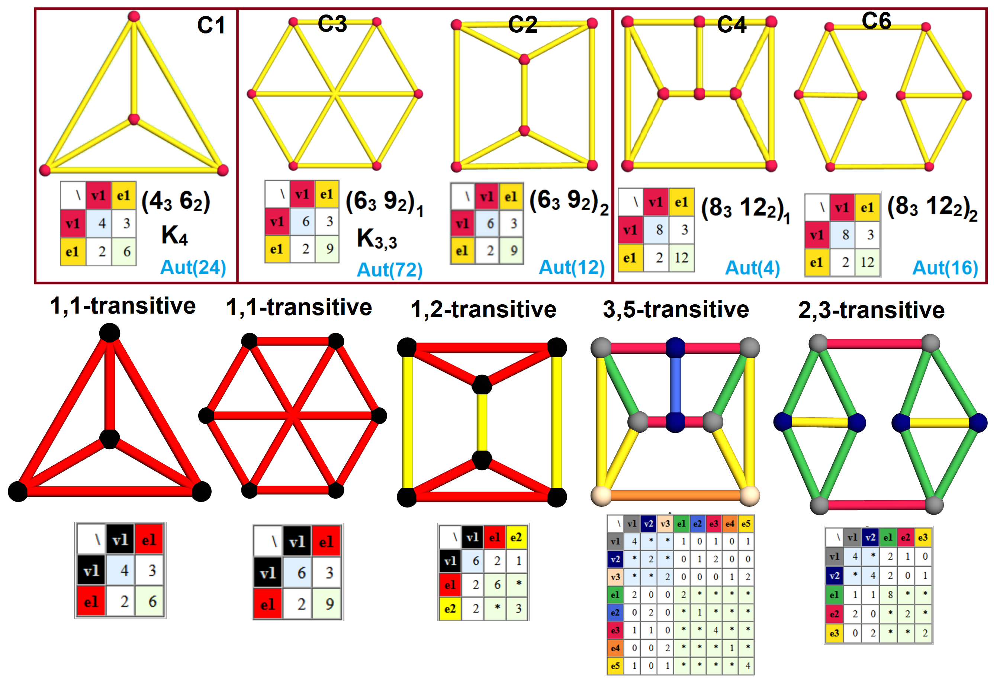 C1
C3
C2
C4
C6
\ v1 e1
v1 4 3
e1 2 6
(4₃ 6₂)
K₄
Aut(24)
\ v1 e1
v1 6 3
e1 2 9
(6₃ 9₂)₁
K₃,₃
Aut(72)
\ v1 e1
v1 6 3
e1 2 9
(6₃ 9₂)₂
Aut(12)
\ v1 e1
v1 8 3
e1 2 12
(8₃ 12₂)₁
Aut(4)
\ v1 e1
v1 8 3
e1 2 12
(8₃ 12₂)₂
Aut(16)
1,1-transitive
1,1-transitive
1,2-transitive
3,5-transitive
2,3-transitive
\ v1 e1
v1 4 3
e1 2 6
\ v1 e1
v1 6 3
e1 2 9
\ v1 e1 e2
v1 6 2 1
e1 2 6 *
e2 2 * 3
\ v1 v2 v3 e1 e2 e3 e4 e5
v1 4 * * 1 0 1 0 1
v2 * 2 * 0 1 2 0 0
v3 * * 2 0 0 0 1 2
e1 2 0 0 2 * * * *
e2 0 2 0 * 1 * * *
e3 1 1 0 * * 4 * *
e4 0 0 2 * * * 1 *
e5 1 0 1 * * * * 4
\ v1 v2 e1 e2 e3
v1 4 * 2 1 0
v2 * 4 2 0 1
e1 1 1 8 * *
e2 2 0 * 2 *
e3 0 2 * * 2